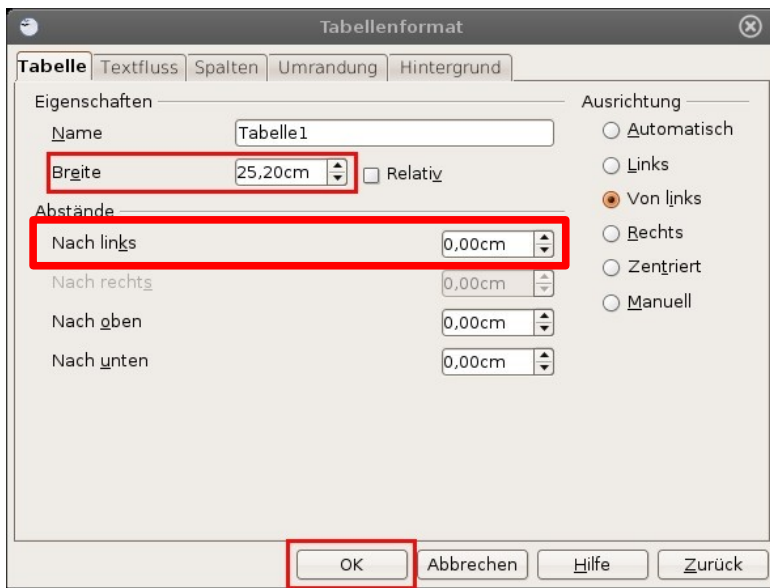 Tabellenformat
Tabelle Textfluss Spalten Umrandung Hintergrund
Eigenschaften
Name Tabelle1
Breite 25,20cm Relativ
Abstände
Nach links 0,00cm
Nach rechts 0,00cm
Nach oben 0,00cm
Nach unten 0,00cm
Ausrichtung
Automatisch
Links
Von links
Rechts
Zentriert
Manuell
OK Abbrechen Hilfe Zurück